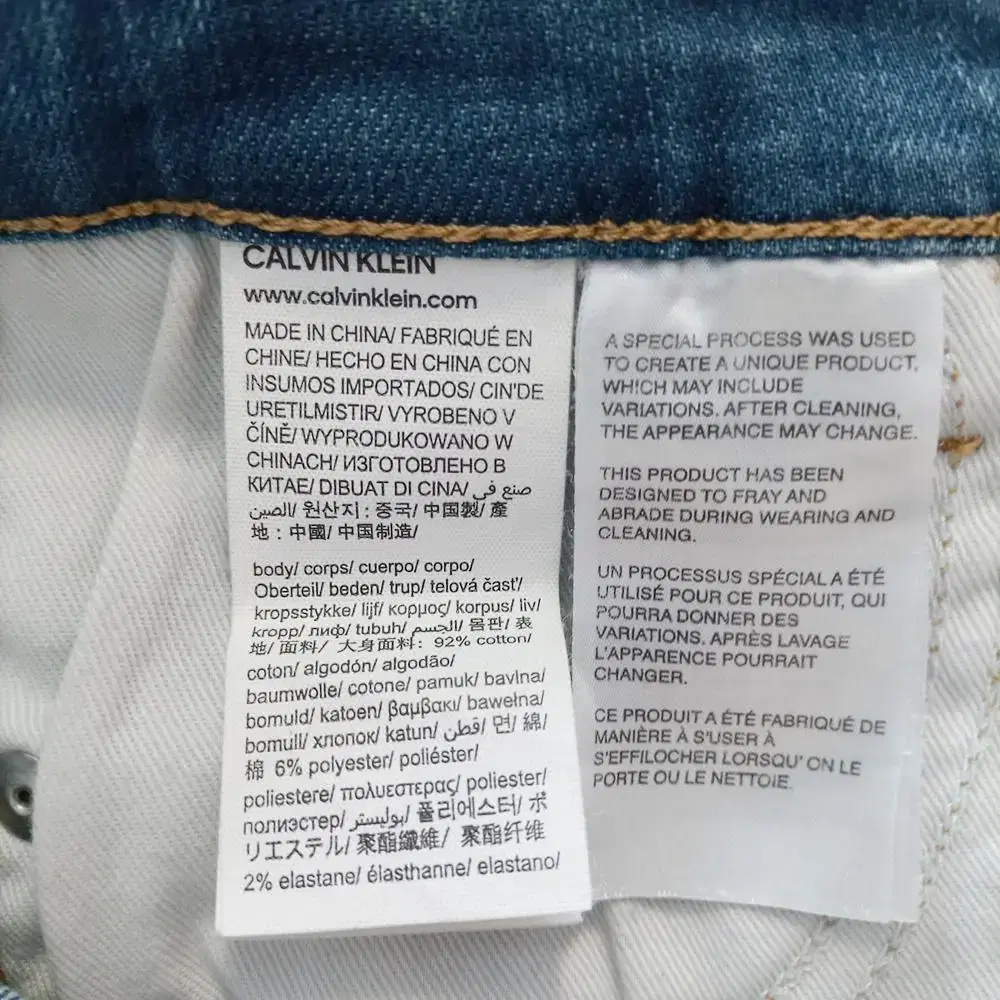 CALVIN KLEIN
www.calvinklein.com
MADE IN CHINA/ FABRIQUÉ EN
CHINE/ HECHO EN CHINA CON
INSUMOS IMPORTADOS/ CIN'DE
URETILMISTIR/ VYROBENO V
ČÍNĚ/ WYPRODUKOWANO W
CHINACH/ ИЗГОТОВЛЕНО В
КИТАЕ/ DIBUAT DI CINA/ صنع في
الصين/ 원산지 : 중국/ 中国製/ 產
地 : 中國/ 中国制造/
body/ corps/ cuerpo/ corpo/
Oberteil/ beden/ trup/ telová časť/
kropsstykke/ lijf/ κορμος/ korpus/ liv/
kropp/ лиф/ tubuh/ الجسم/ 몸판/ 表
地/ 面料/ 大身面料: 92% cotton/
coton/ algodón/ algodão/
baumwolle/ cotone/ pamuk/ bavlna/
bomuld/ katoen/ βαμβακι/ bawełna/
bomull/ хлопок/ katun/ قطن/ 면/ 綿/
棉 6% polyester/ poliéster/
poliestere/ πολυεστερας/ poliester/
полиэстер/ بوليستر/ 폴리에스터/ ポ
リエステル/ 聚酯纖維/ 聚酯纤维
2% elastane/ élasthanne/ elastano/
A SPECIAL PROCESS WAS USED
TO CREATE A UNIQUE PRODUCT,
WHICH MAY INCLUDE
VARIATIONS. AFTER CLEANING,
THE APPEARANCE MAY CHANGE.
THIS PRODUCT HAS BEEN
DESIGNED TO FRAY AND
ABRADE DURING WEARING AND
CLEANING.
UN PROCESSUS SPÉCIAL A ÉTÉ
UTILISÉ POUR CE PRODUIT, QUI
POURRA DONNER DES
VARIATIONS. APRÈS LAVAGE
L'APPARENCE POURRAIT
CHANGER.
CE PRODUIT A ÉTÉ FABRIQUÉ DE
MANIÈRE À S'USER À
S'EFFILOCHER LORSQU' ON LE
PORTE OU LE NETTOIE.